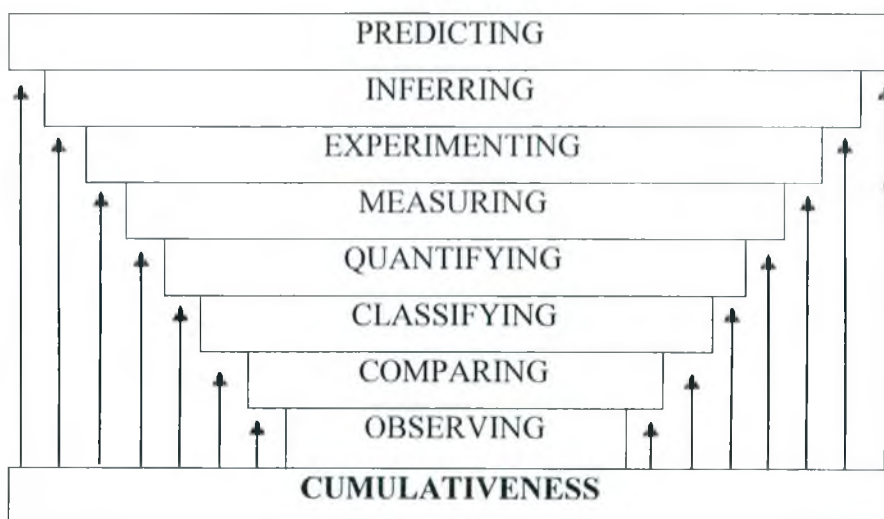 PREDICTING
INFERRING
EXPERIMENTING
MEASURING
QUANTIFYING
CLASSIFYING
COMPARING
OBSERVING
CUMULATIVENESS